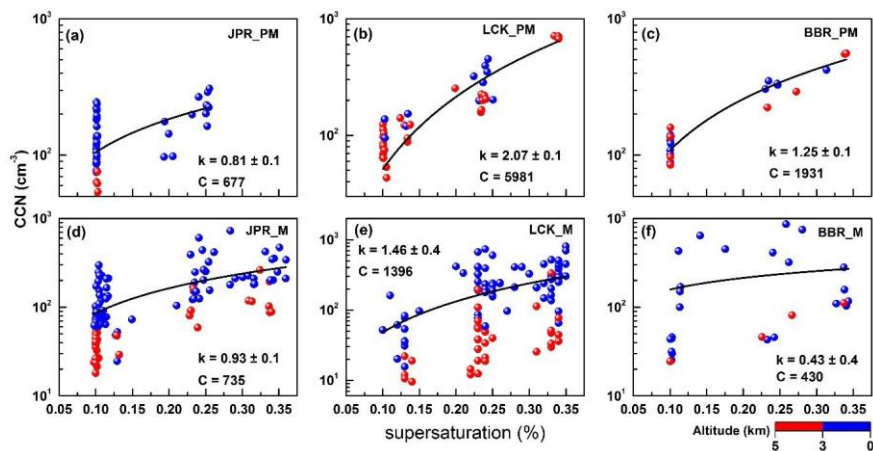 (a) JPR_PM
(b) LCK_PM
(c) BBR_PM
10³
10²
k = 0.81 ± 0.1
C = 677
k = 2.07 ± 0.1
C = 5981
k = 1.25 ± 0.1
C = 1931
CCN (cm⁻³)
(d) JPR_M
(e) LCK_M
(f) BBR_M
10³
10²
10¹
k = 0.93 ± 0.1
C = 735
k = 1.46 ± 0.4
C = 1396
k = 0.43 ± 0.4
C = 430
10³
10²
10¹
10³
10²
10³
10²
10³
10²
10¹
0.05 0.10 0.15 0.20 0.25 0.30 0.35
0.05 0.10 0.15 0.20 0.25 0.30 0.35
0.05 0.10 0.15 0.20 0.25 0.30 0.35
supersaturation (%)
Altitude (km)
5 3 0